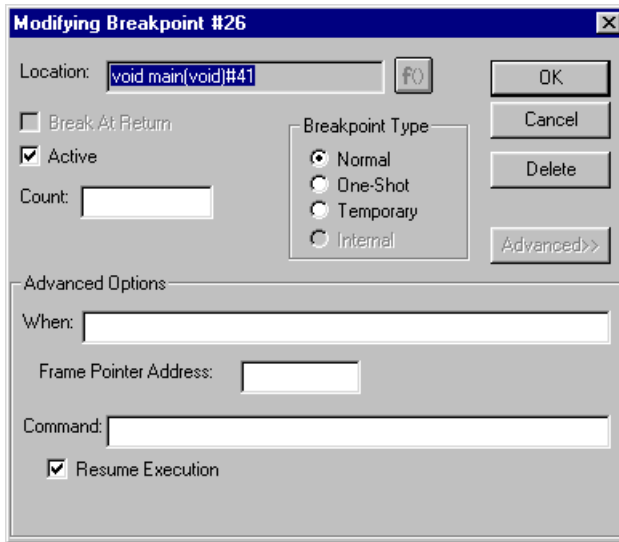 Modifying Breakpoint #26
Location: void main(void)#41 f()
OK
Break At Return
Cancel
Active
Breakpoint Type
Normal
Delete
Count:
One-Shot
Temporary
Internal
Advanced>>
Advanced Options
When:
Frame Pointer Address:
Command:
Resume Execution